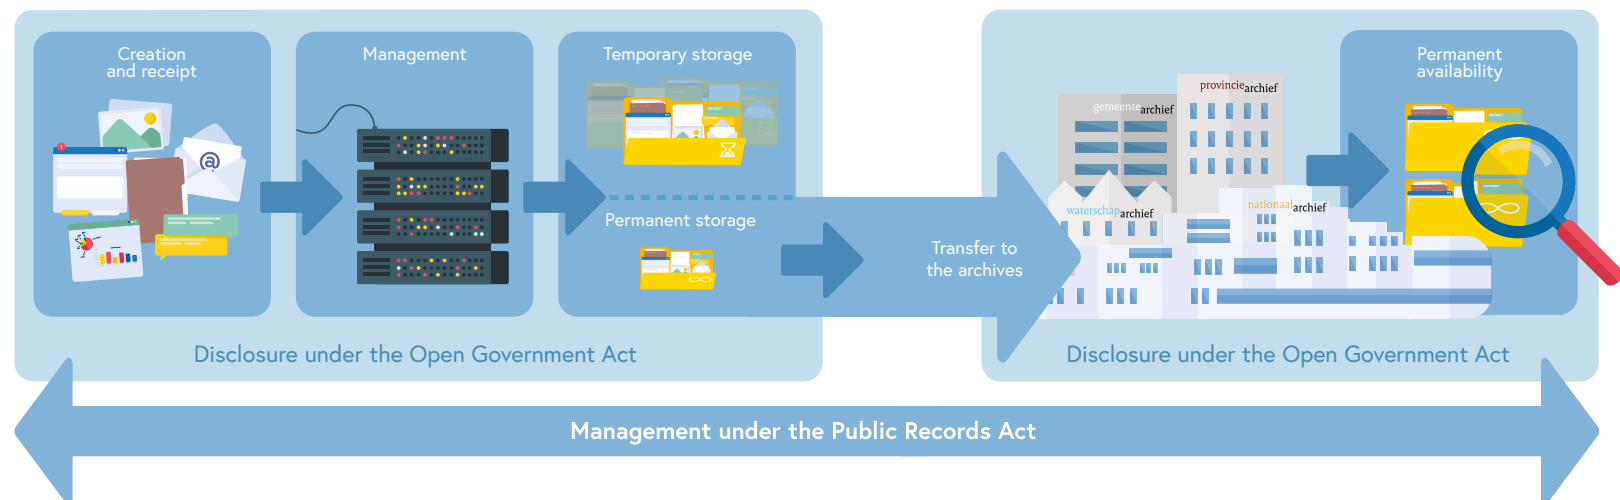 Creation
and receipt
Management
Temporary storage
Permanent storage
Disclosure under the Open Government Act
Transfer to
the archives
gemeentearchief
provinciearchief
waterschaparchief
nationaalarchief
Permanent
availability
Disclosure under the Open Government Act
Management under the Public Records Act